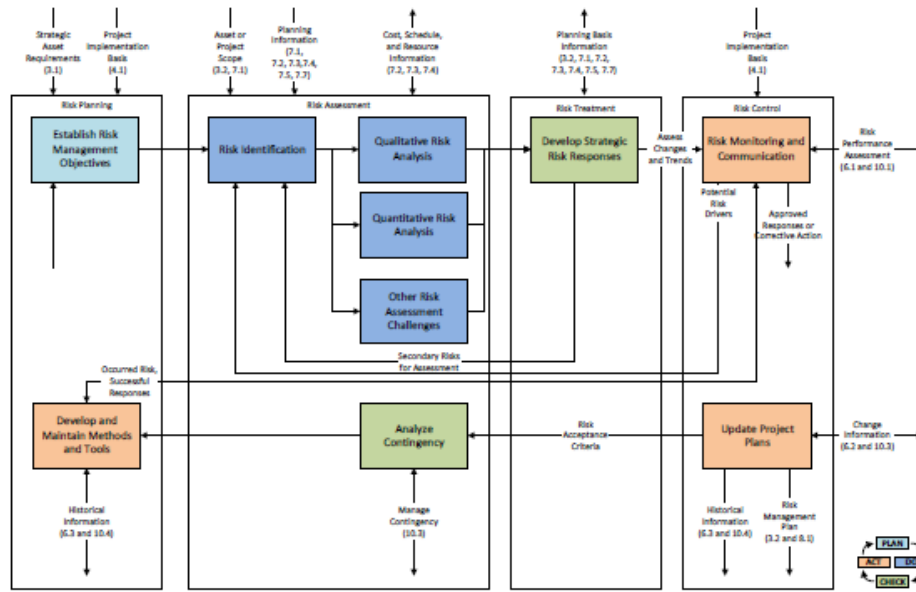 Strategic
Asset
Requirements
(3.1)
Project
Implementation
Basis
(4.1)
Asset or
Project
Scope
(3.2, 7.1)
Planning
Information
(7.1,
7.2, 7.3,7.4,
7.5, 7.7)
Cost, Schedule,
and Resource
Information
(7.2, 7.3, 7.4)
Planning Basis
Information
(3.2, 7.1, 7.2,
7.3, 7.4, 7.5, 7.7)
Project
Implementation
Basis
(4.1)
Risk Planning
Risk Assessment
Risk Treatment
Risk Control
Establish Risk
Management
Objectives
Risk Identification
Qualitative Risk
Analysis
Develop Strategic
Risk Responses
Assess
Changes
and Trends
Risk Monitoring and
Communication
Risk
Performance
Assessment
(6.1 and 10.1)
Potential
Risk
Drivers
Approved
Responses or
Corrective Action
Quantitative Risk
Analysis
Other Risk
Assessment
Challenges
Secondary Risks
for Assessment
Occurred Risk,
Successful
Responses
Develop and
Maintain Methods
and Tools
Analyze
Contingency
Risk
Acceptance
Criteria
Update Project
Plans
Change
Information
(6.2 and 10.3)
Historical
Information
(6.3 and 10.4)
Manage
Contingency
(10.3)
Historical
Information
(6.3 and 10.4)
Risk
Management
Plan
(3.2 and 8.1)
PLAN
ACT
CHECK